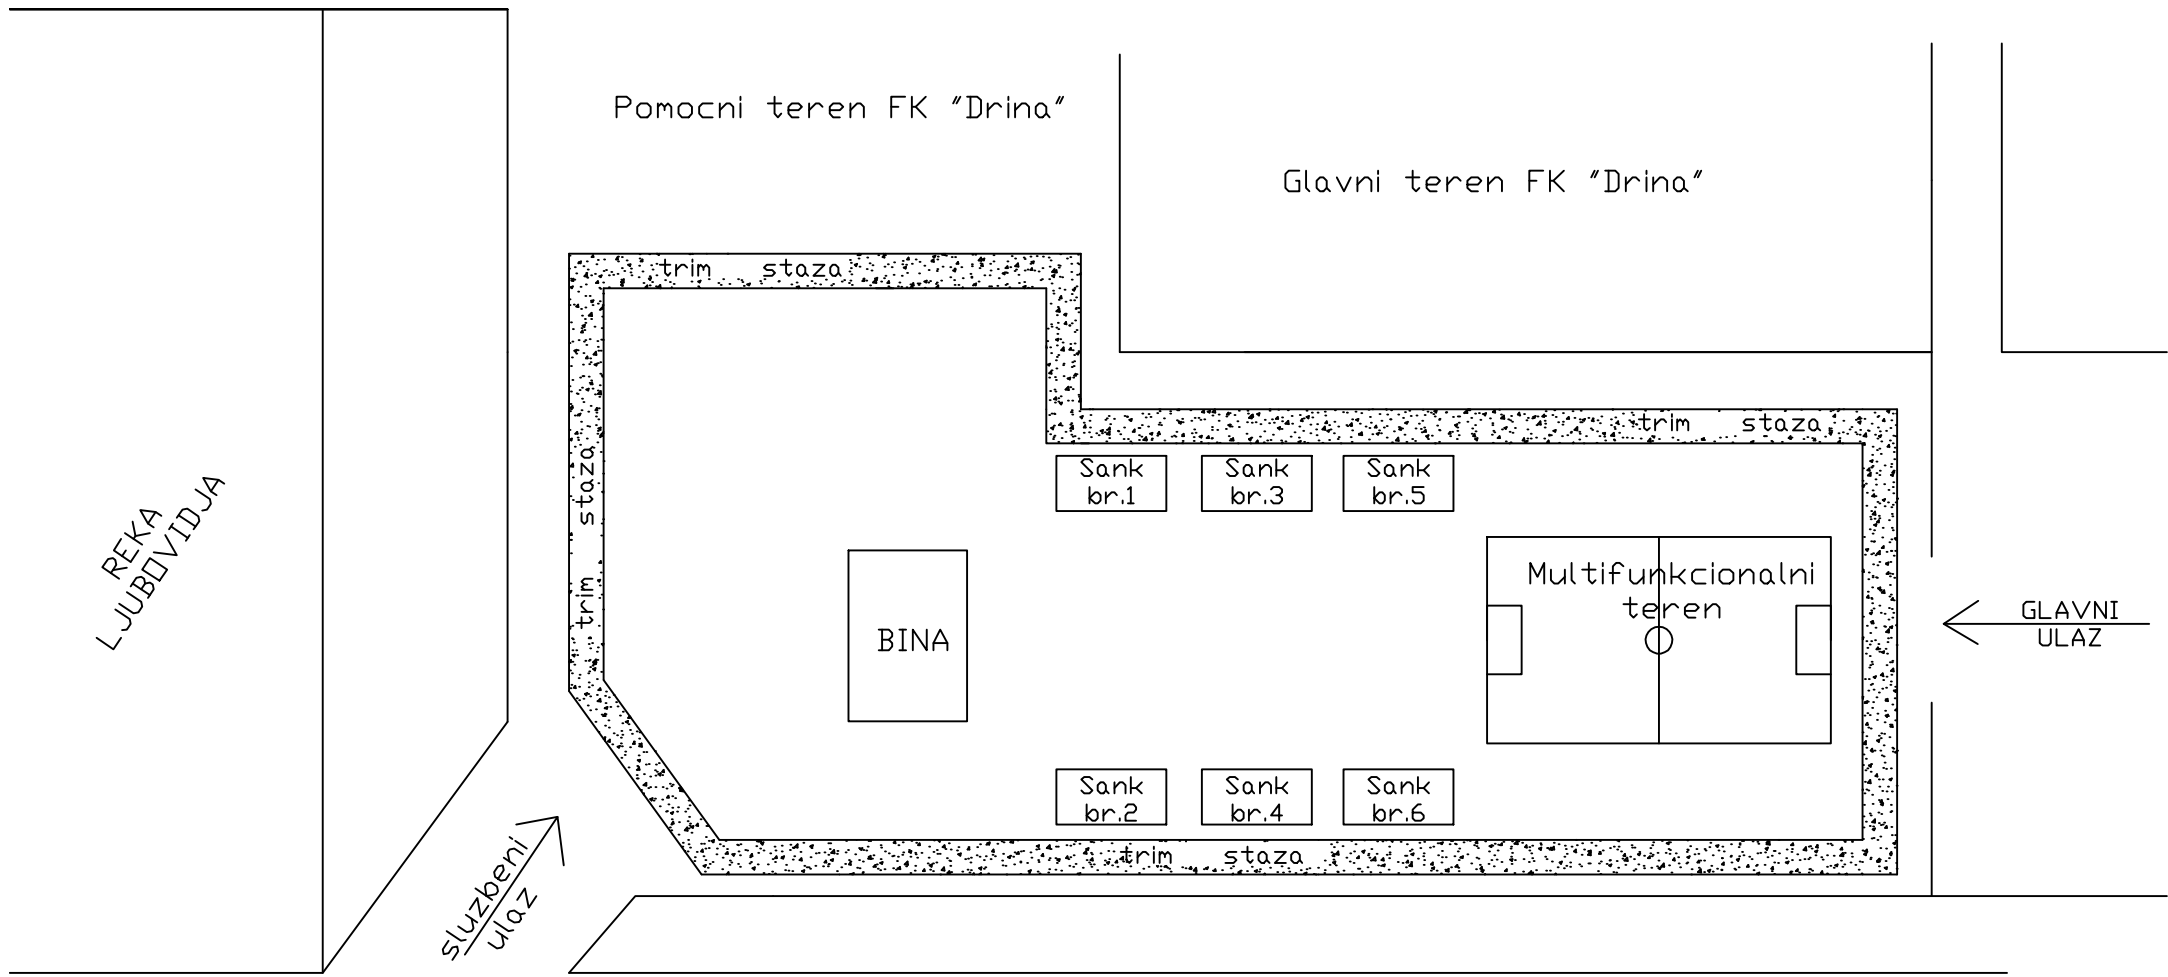 Pomocni teren FK "Drina"
Glavni teren FK "Drina"
trim staza
trim staza
trim staza
Sank
br.1
Sank
br.3
Sank
br.5
REKA
LJUBOVIDJA
BINA
Multifunkcionalni
teren
GLAVNI
ULAZ
Sank
br.2
Sank
br.4
Sank
br.6
trim staza
sluzbeni
ulaz